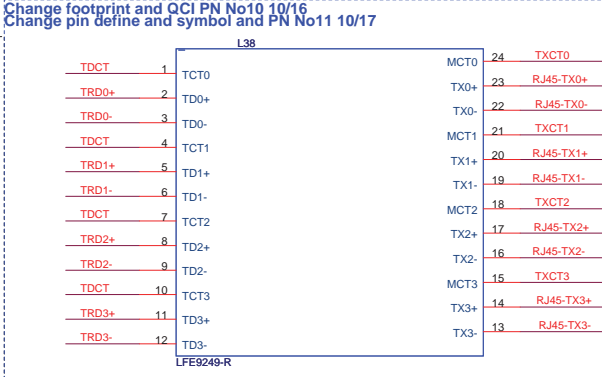 Change footprint and QCI PN No10 10/16
Change pin define and symbol and PN No11 10/17
L38
TDCT 1 TCT0 MCT0 24 TXCT0
TRD0+ 2 TD0+ TX0+ 23 RJ45-TX0+
TRD0- 3 TD0- TX0- 22 RJ45-TX0-
TDCT 4 TCT1 MCT1 21 TXCT1
TRD1+ 5 TD1+ TX1+ 20 RJ45-TX1+
TRD1- 6 TD1- TX1- 19 RJ45-TX1-
TDCT 7 TCT2 MCT2 18 TXCT2
TRD2+ 8 TD2+ TX2+ 17 RJ45-TX2+
TRD2- 9 TD2- TX2- 16 RJ45-TX2-
TDCT 10 TCT3 MCT3 15 TXCT3
TRD3+ 11 TD3+ TX3+ 14 RJ45-TX3+
TRD3- 12 TD3- TX3- 13 RJ45-TX3-
LFE9249-R